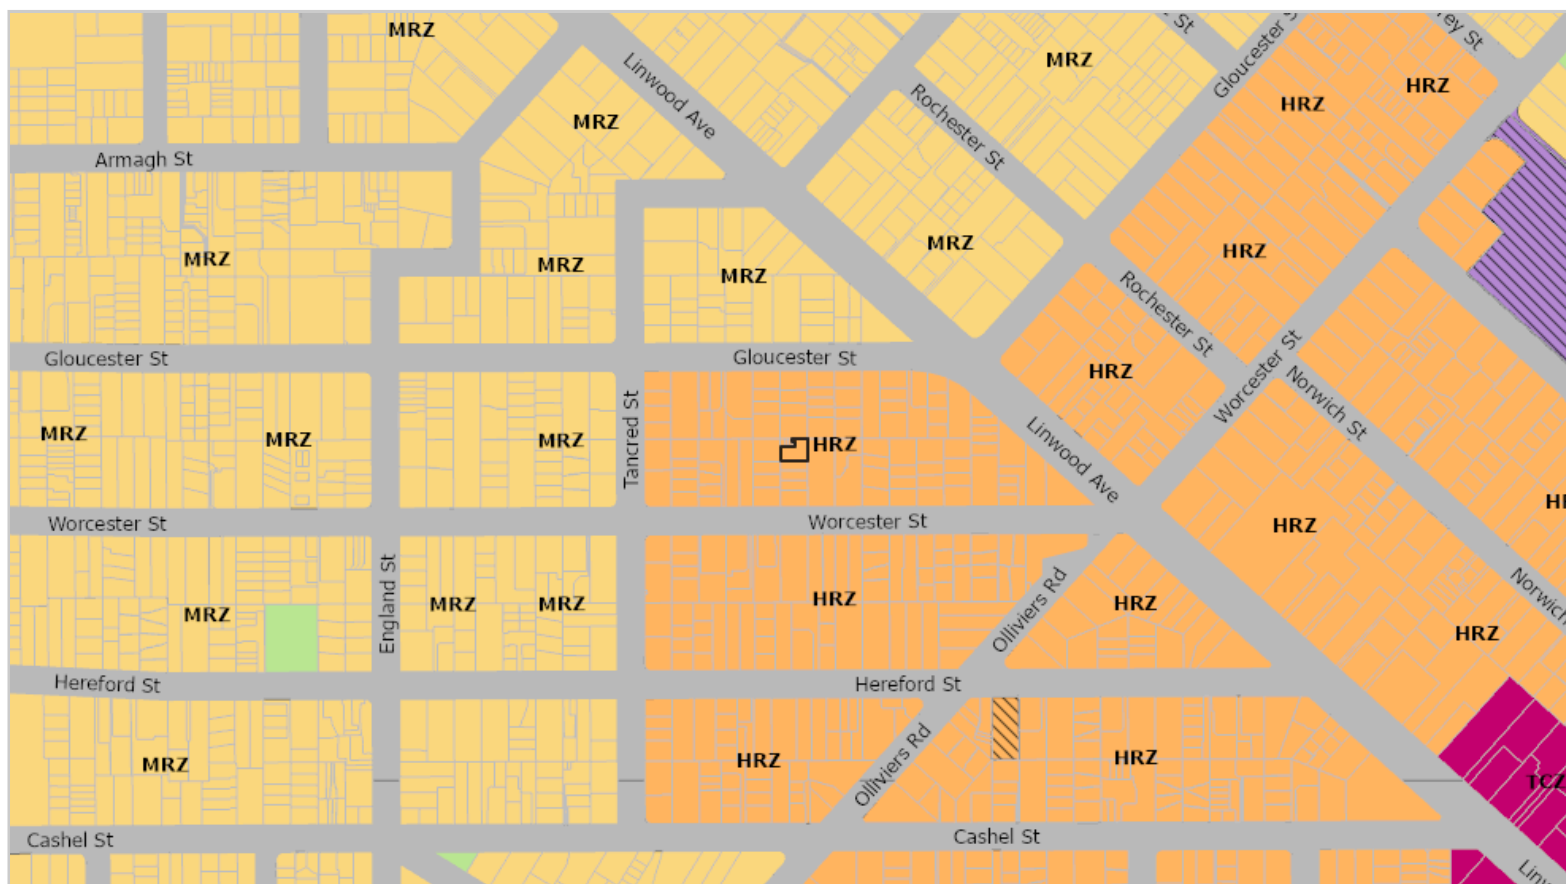 MRZ
Linwood Ave
MRZ
MRZ
Gloucester S
ey St
HRZ
HRZ
Rochester St
MRZ
Armagh St
MRZ
MRZ
MRZ
MRZ
HRZ
Rochester St
Gloucester St
Gloucester St
HRZ
Worcester St
Norwich St
MRZ
MRZ
MRZ
Tancred St
HRZ
Linwood Ave
HRZ
Worcester St
Worcester St
England St
MRZ
MRZ
MRZ
HRZ
Olliviers Rd
HRZ
Norwich
HRZ
Hereford St
Hereford St
MRZ
HRZ
Olliviers Rd
HRZ
TCZ
Cashel St
Cashel St